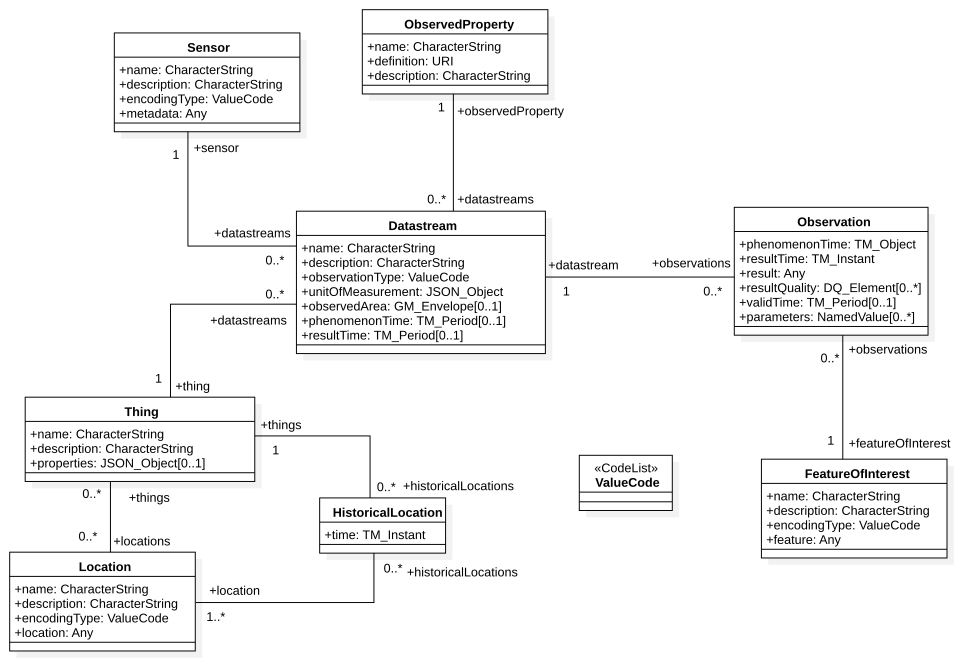 ObservedProperty
+name: CharacterString
+definition: URI
+description: CharacterString
Sensor
+name: CharacterString
+description: CharacterString
+encodingType: ValueCode
+metadata: Any
1
+observedProperty
1
+sensor
0..*
+datastreams
Datastream
+name: CharacterString
+description: CharacterString
+observationType: ValueCode
+unitOfMeasurement: JSON_Object
+observedArea: GM_Envelope[0..1]
+phenomenonTime: TM_Period[0..1]
+resultTime: TM_Period[0..1]
+datastreams
0..*
0..*
+datastreams
+datastream
1
+observations
0..*
Observation
+phenomenonTime: TM_Object
+resultTime: TM_Instant
+result: Any
+resultQuality: DQ_Element[0..*]
+validTime: TM_Period[0..1]
+parameters: NamedValue[0..*]
+observations
0..*
1
+featureOfInterest
FeatureOfInterest
+name: CharacterString
+description: CharacterString
+encodingType: ValueCode
+feature: Any
1
+thing
Thing
+name: CharacterString
+description: CharacterString
+properties: JSON_Object[0..1]
+things
1
0..* +historicalLocations
HistoricalLocation
+time: TM_Instant
0..* +historicalLocations
«CodeList»
ValueCode
0..*
+things
0..*
+locations
Location
+name: CharacterString
+description: CharacterString
+encodingType: ValueCode
+location: Any
+location
1..*